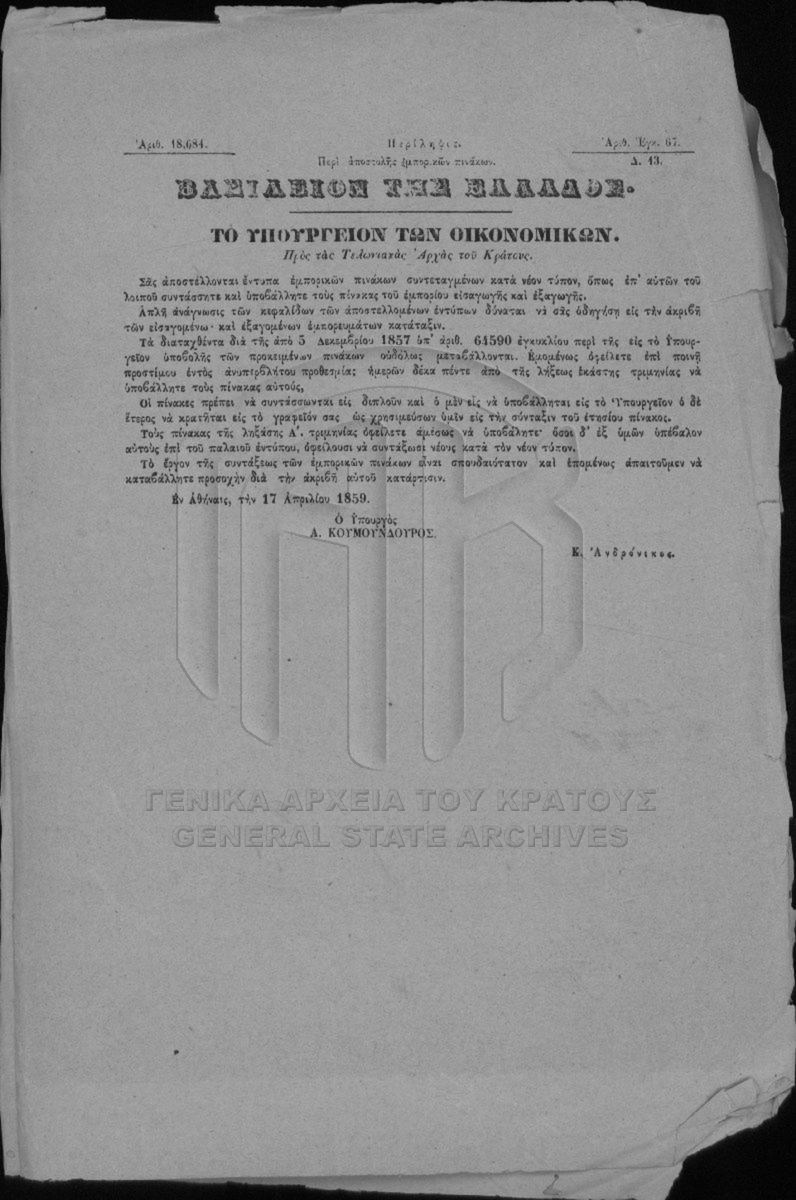 Ἀριθ. 18,684.
Περίληψις.
Ἀριθ. Ἐγκ. 67.
Περὶ ἀποστολῆς ἐμπορικῶν πινάκων.
Δ. 13.
ΒΑΣΙΛΕΙΟΝ ΤΗΣ ΕΛΛΑΔΟΣ.
ΤΟ ΥΠΟΥΡΓΕΙΟΝ ΤΩΝ ΟΙΚΟΝΟΜΙΚΩΝ.
Πρὸς τὰς Τελωνιακὰς Ἀρχὰς τοῦ Κράτους.
Σᾶς ἀποστέλλονται ἔντυπα ἐμπορικῶν πινάκων συντεταγμένων κατὰ νέον τύπον, ὅπως ἐπ' αὐτῶν τοῦ
λοιποῦ συντάσσητε καὶ ὑποβάλλητε τοὺς πίνακας τοῦ ἐμπορίου εἰσαγωγῆς καὶ ἐξαγωγῆς.
Ἁπλῆ ἀνάγνωσις τῶν κεφαλίδων τῶν ἀποστελλομένων ἐντύπων δύναται νὰ σᾶς ὁδηγήσῃ εἰς τὴν ἀκριβῆ
τῶν εἰσαγομένω· καὶ ἐξαγομένων ἐμπορευμάτων κατάταξιν.
Τὰ διαταχθέντα διὰ τῆς ἀπὸ 5 Δεκεμβρίου 1857 ὑπ' ἀριθ. 64590 ἐγκυκλίου περὶ τῆς εἰς τὸ Ὑπουρ-
γεῖον ὑποβολῆς τῶν προκειμένων πινάκων οὐδόλως μεταβάλλονται. Ἑπομένως ὀφείλετε ἐπὶ ποινῇ
προστίμου ἐντὸς ἀνυπερβλήτου προθεσμίας ἡμερῶν δέκα πέντε ἀπὸ τῆς λήξεως ἑκάστης τριμηνίας νὰ
ὑποβάλλητε τοὺς πίνακας αὐτούς,
Οἱ πίνακες πρέπει νὰ συντάσσωνται εἰς διπλοῦν καὶ ὁ μὲν εἷς νὰ ὑποβάλληται εἰς τὸ Ὑπουργεῖον ὁ δὲ
ἕτερος νὰ κρατῆται εἰς τὸ γραφεῖόν σας ὡς χρησιμεύσων ὑμῖν εἰς τὴν σύνταξιν τοῦ ἐτησίου πίνακος.
Τοὺς πίνακας τῆς ληξάσης Α΄. τριμηνίας ὀφείλετε ἀμέσως νὰ ὑποβάλητε· ὅσοι δ' ἐξ ὑμῶν ὑπέβαλον
αὐτοὺς ἐπὶ τοῦ παλαιοῦ ἐντύπου, ὀφείλουσι νὰ συντάξωσι νέους κατὰ τὸν νέον τύπον.
Τὸ ἔργον τῆς συντάξεως τῶν ἐμπορικῶν πινάκων εἶναι σπουδαιότατον καὶ ἑπομένως ἀπαιτοῦμεν νὰ
καταβάλλητε προσοχὴν διὰ τὴν ἀκριβῆ αὐτοῦ κατάρτισιν.
Ἐν Ἀθήναις, τὴν 17 Ἀπριλίου 1859.
Ὁ Ὑπουργὸς
Α. ΚΟΥΜΟΥΝΔΟΥΡΟΣ.
Κ. Ἀνδρόνικος.
ΓΕΝΙΚΑ ΑΡΧΕΙΑ ΤΟΥ ΚΡΑΤΟΥΣ
GENERAL STATE ARCHIVES